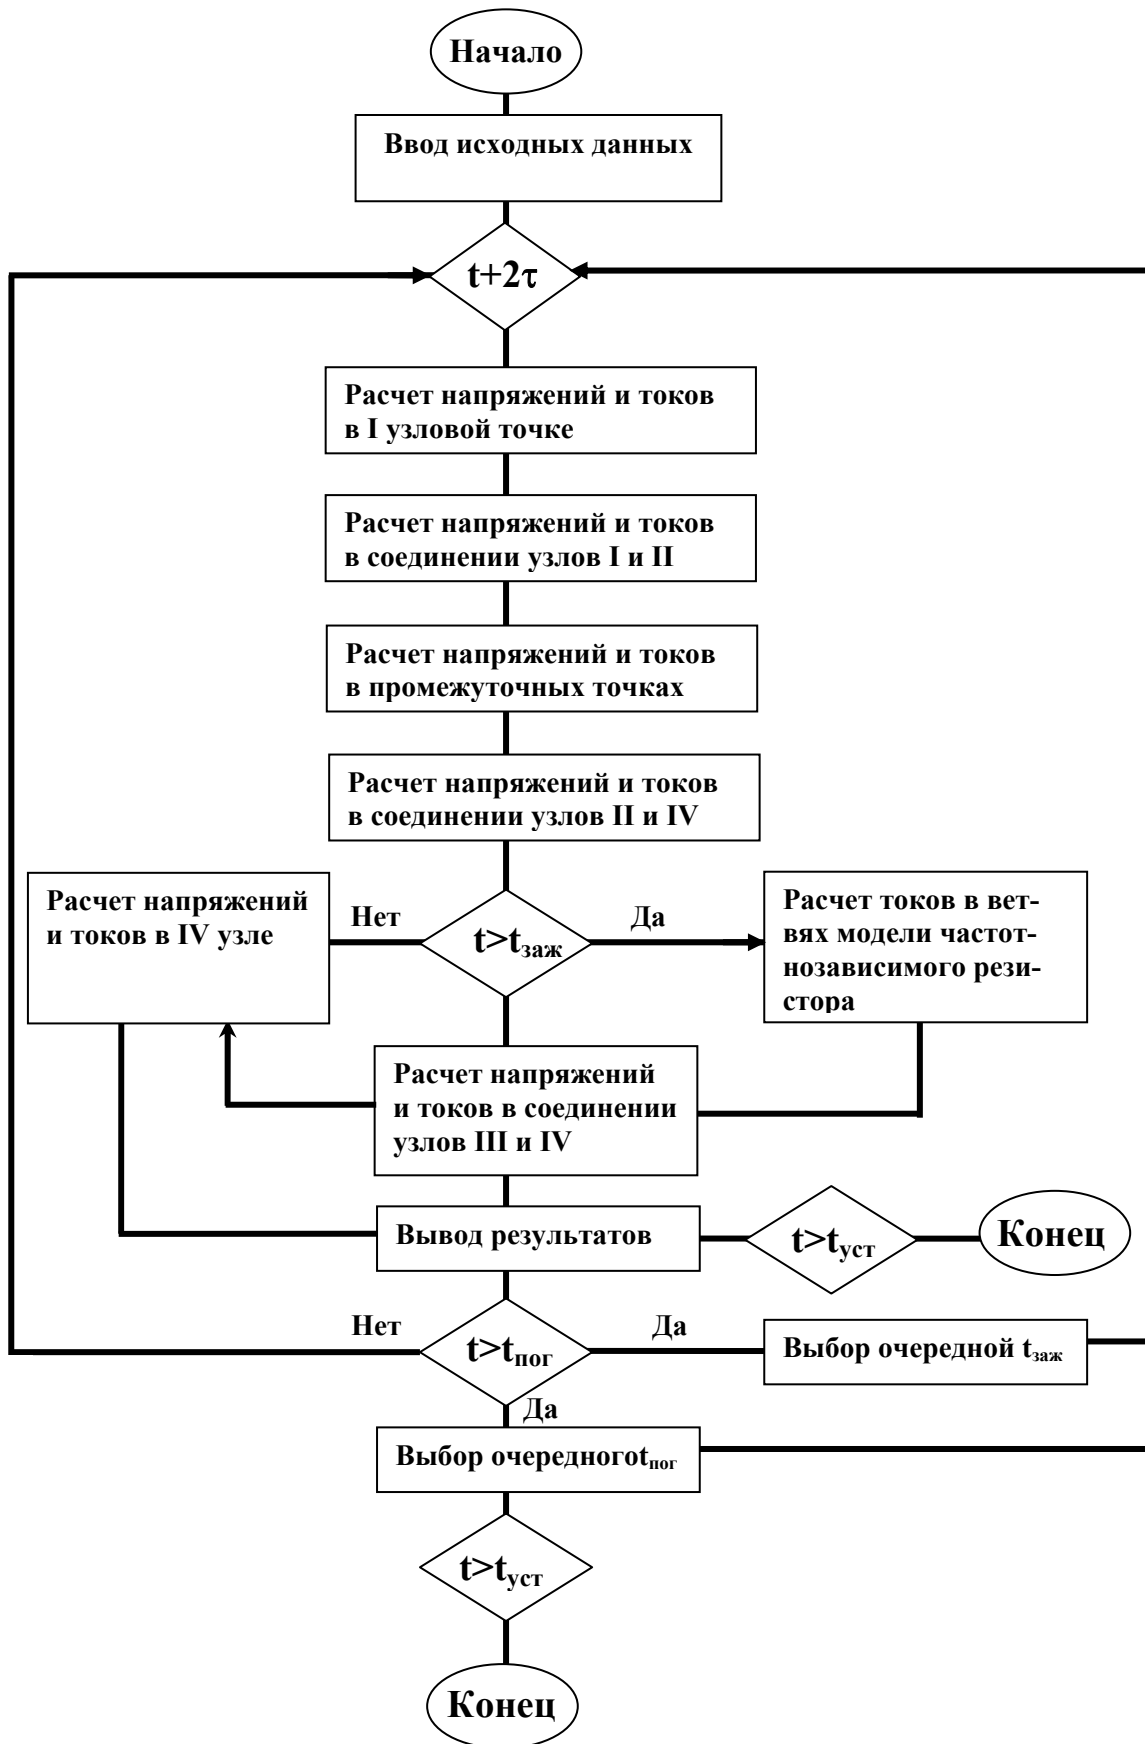 Начало
Ввод исходных данных
t+2τ
Расчет напряжений и токов
в I узловой точке
Расчет напряжений и токов
в соединении узлов I и II
Расчет напряжений и токов
в промежуточных точках
Расчет напряжений и токов
в соединении узлов II и IV
Расчет напряжений
и токов в IV узле
Нет
t>tзаж
Да
Расчет токов в вет-
вях модели частот-
нозависимого рези-
стора
Расчет напряжений
и токов в соединении
узлов III и IV
Вывод результатов
t>tуст
Конец
Нет
t>tпог
Да
Выбор очередной tзаж
Да
Выбор очередногоtпог
t>tуст
Конец